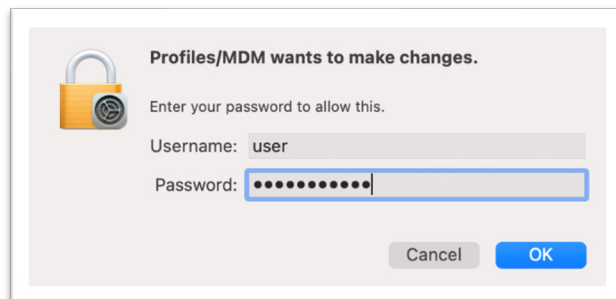 Profiles/MDM wants to make changes.
Enter your password to allow this.
Username: user
Password: •••••••••••
Cancel OK